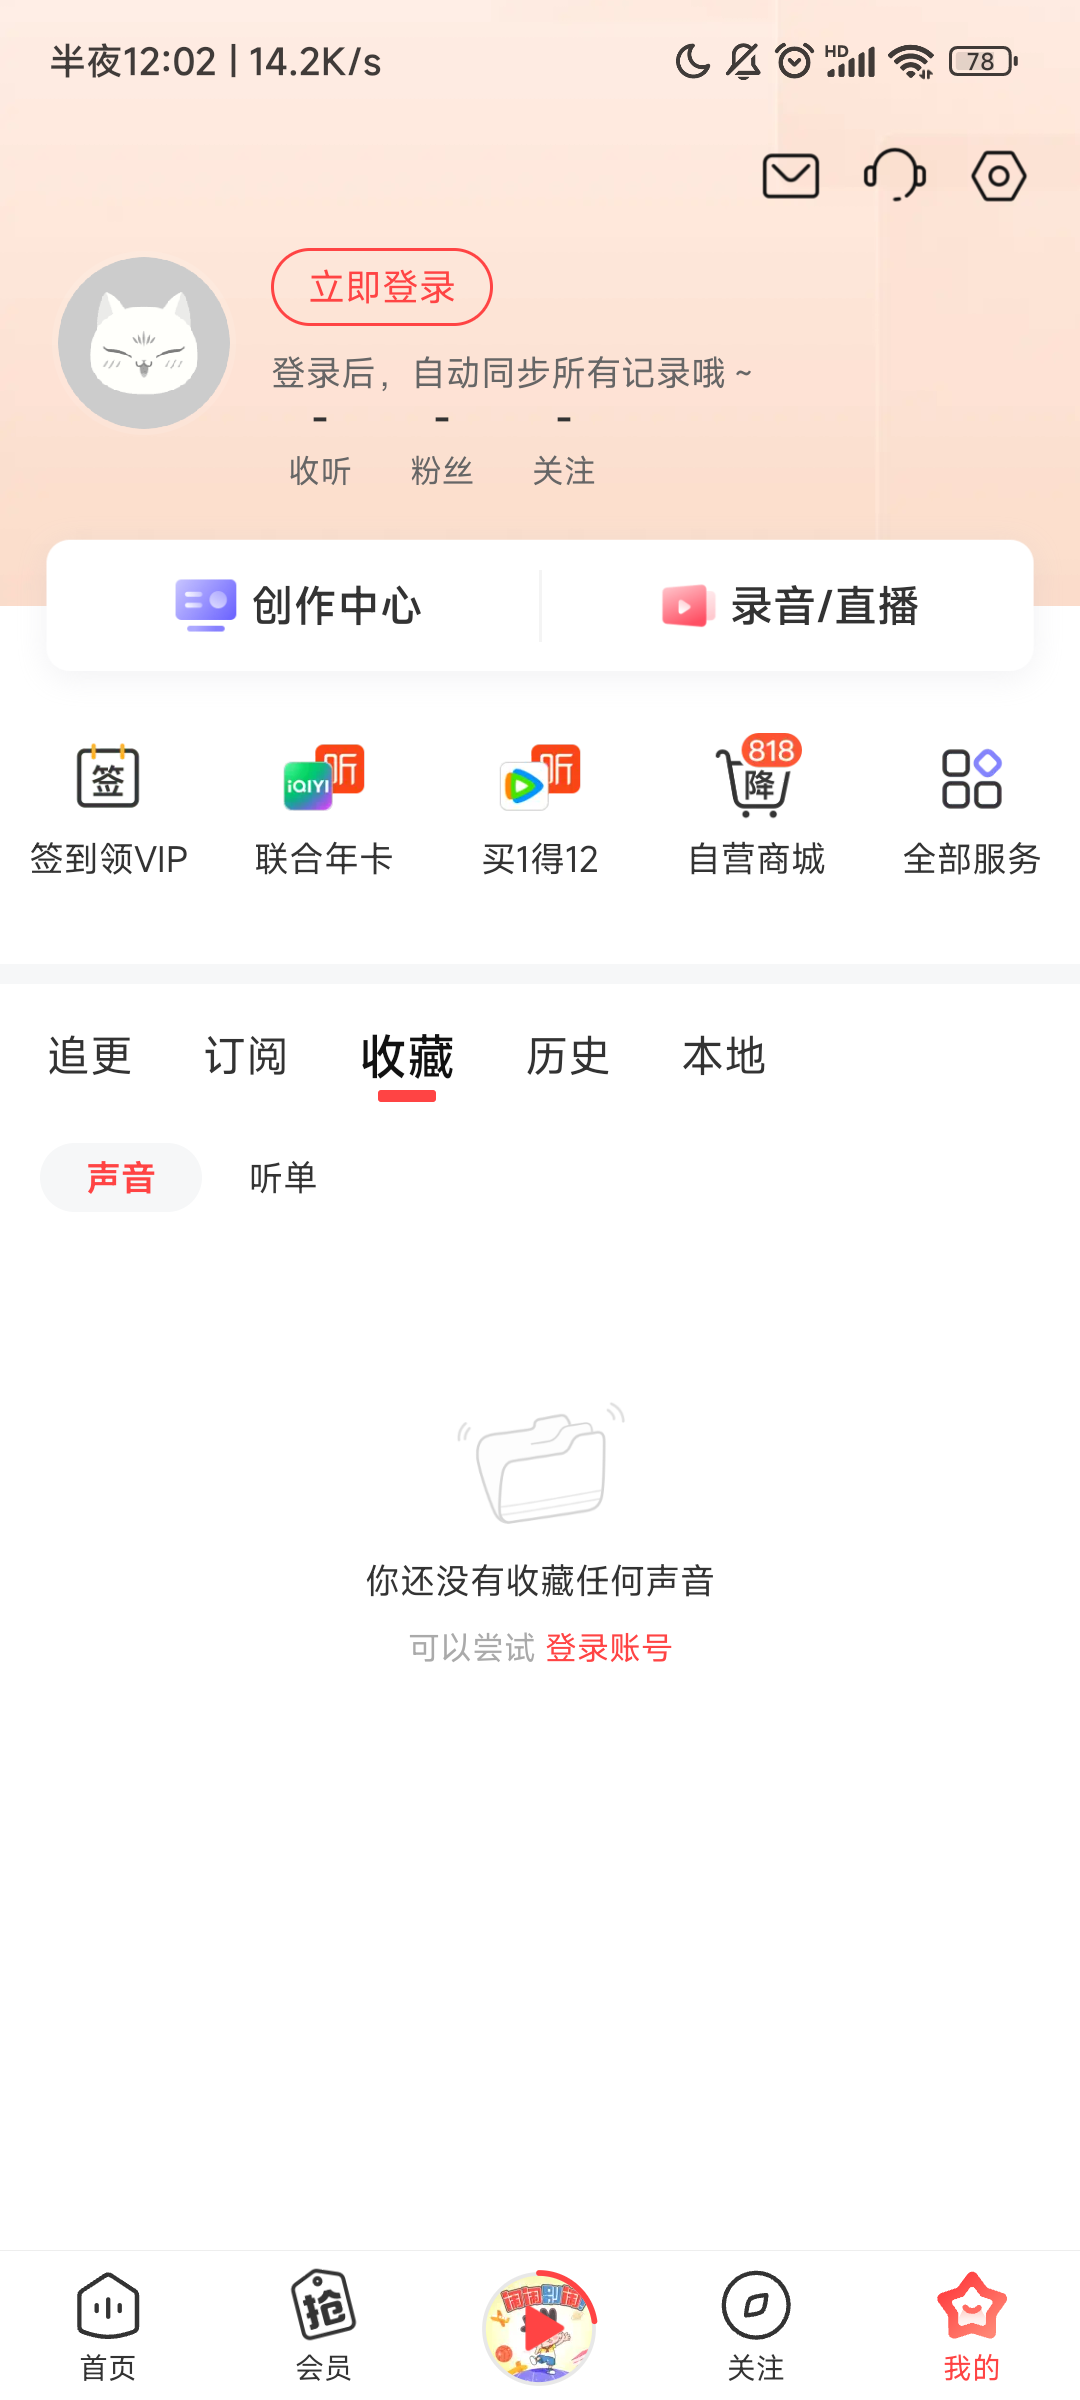 半夜12:02 | 14.2K/s
HD
78
立即登录
登录后，自动同步所有记录哦~
- - -
收听 粉丝 关注
创作中心 录音/直播
签 iQIYI 听 听 818 降
签到领VIP 联合年卡 买1得12 自营商城 全部服务
追更 订阅 收藏 历史 本地
声音 听单
你还没有收藏任何声音
可以尝试 登录账号
抢 闹闹别闹
首页 会员 关注 我的